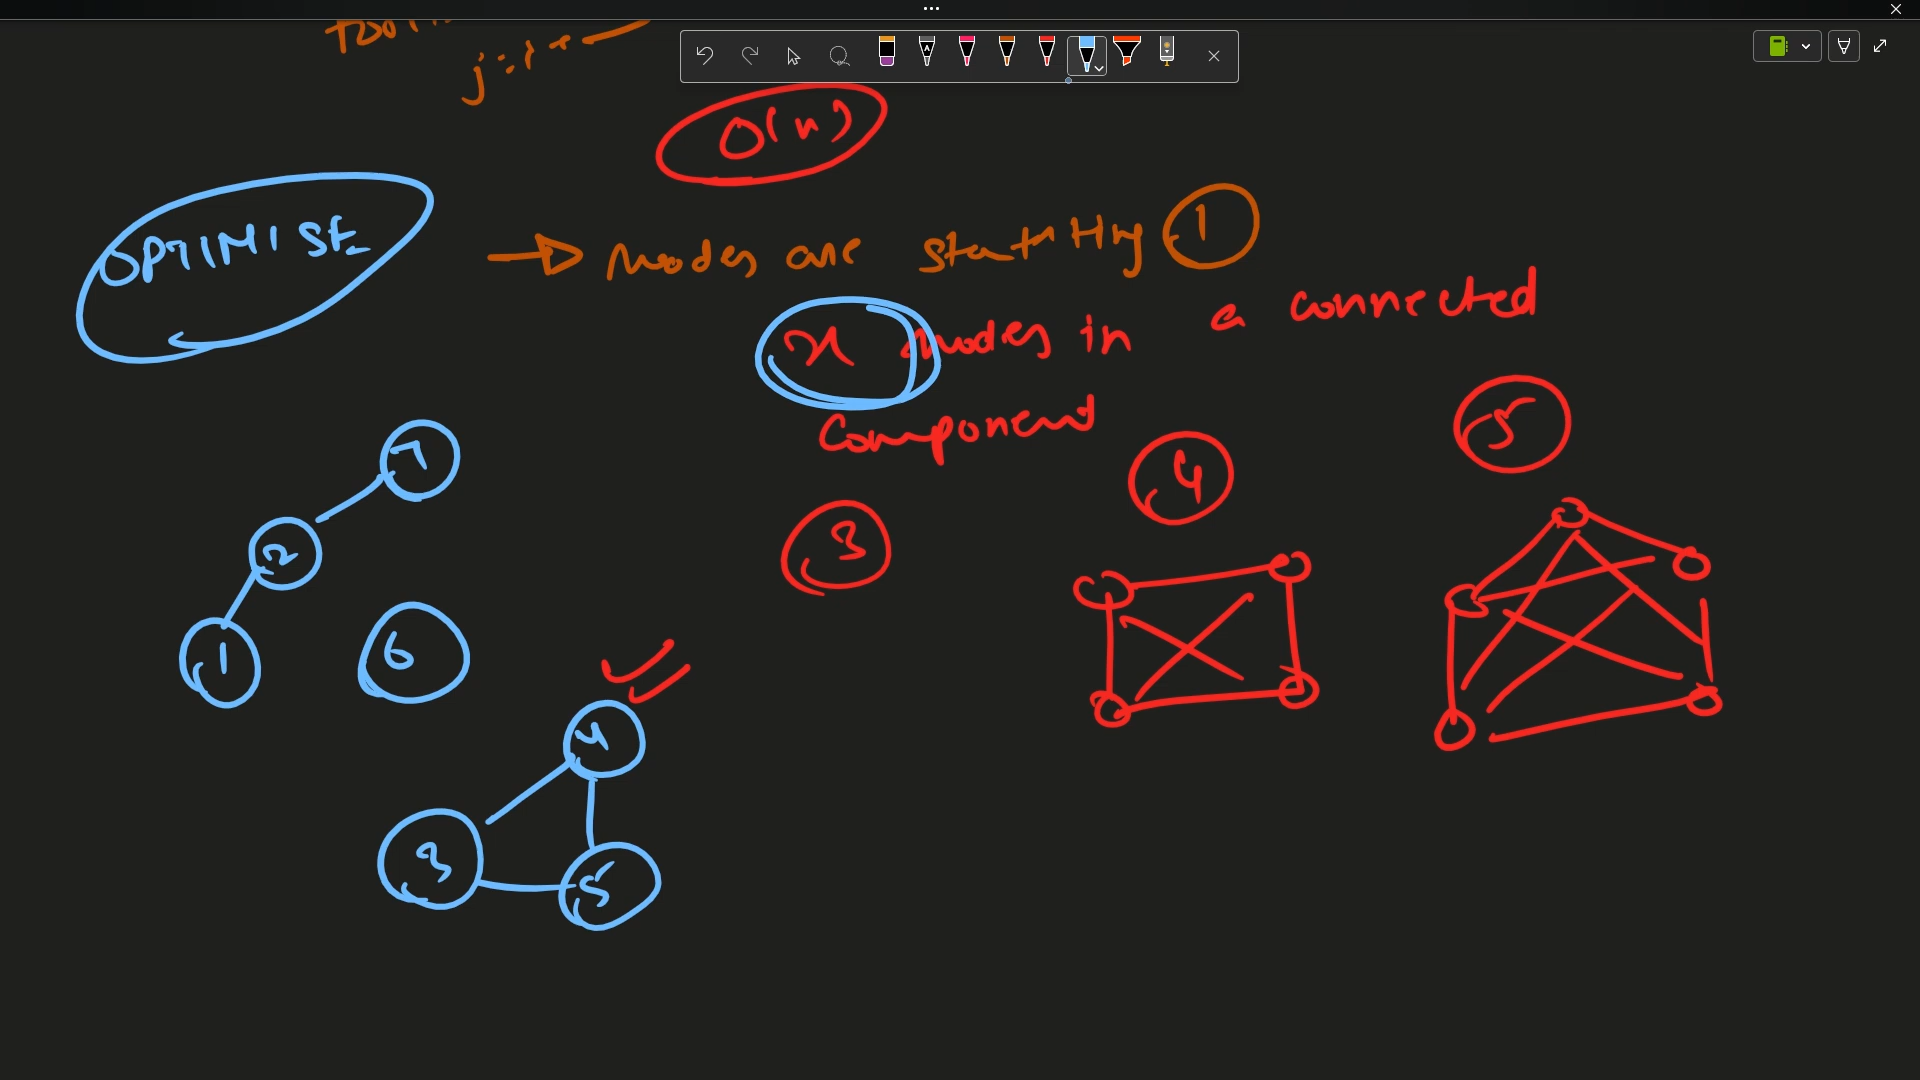 for
O(n)
OPTIMISE
nodes are starting 1
x nodes in a connected
component
5
4
7
3
2
1
6
4
3
5